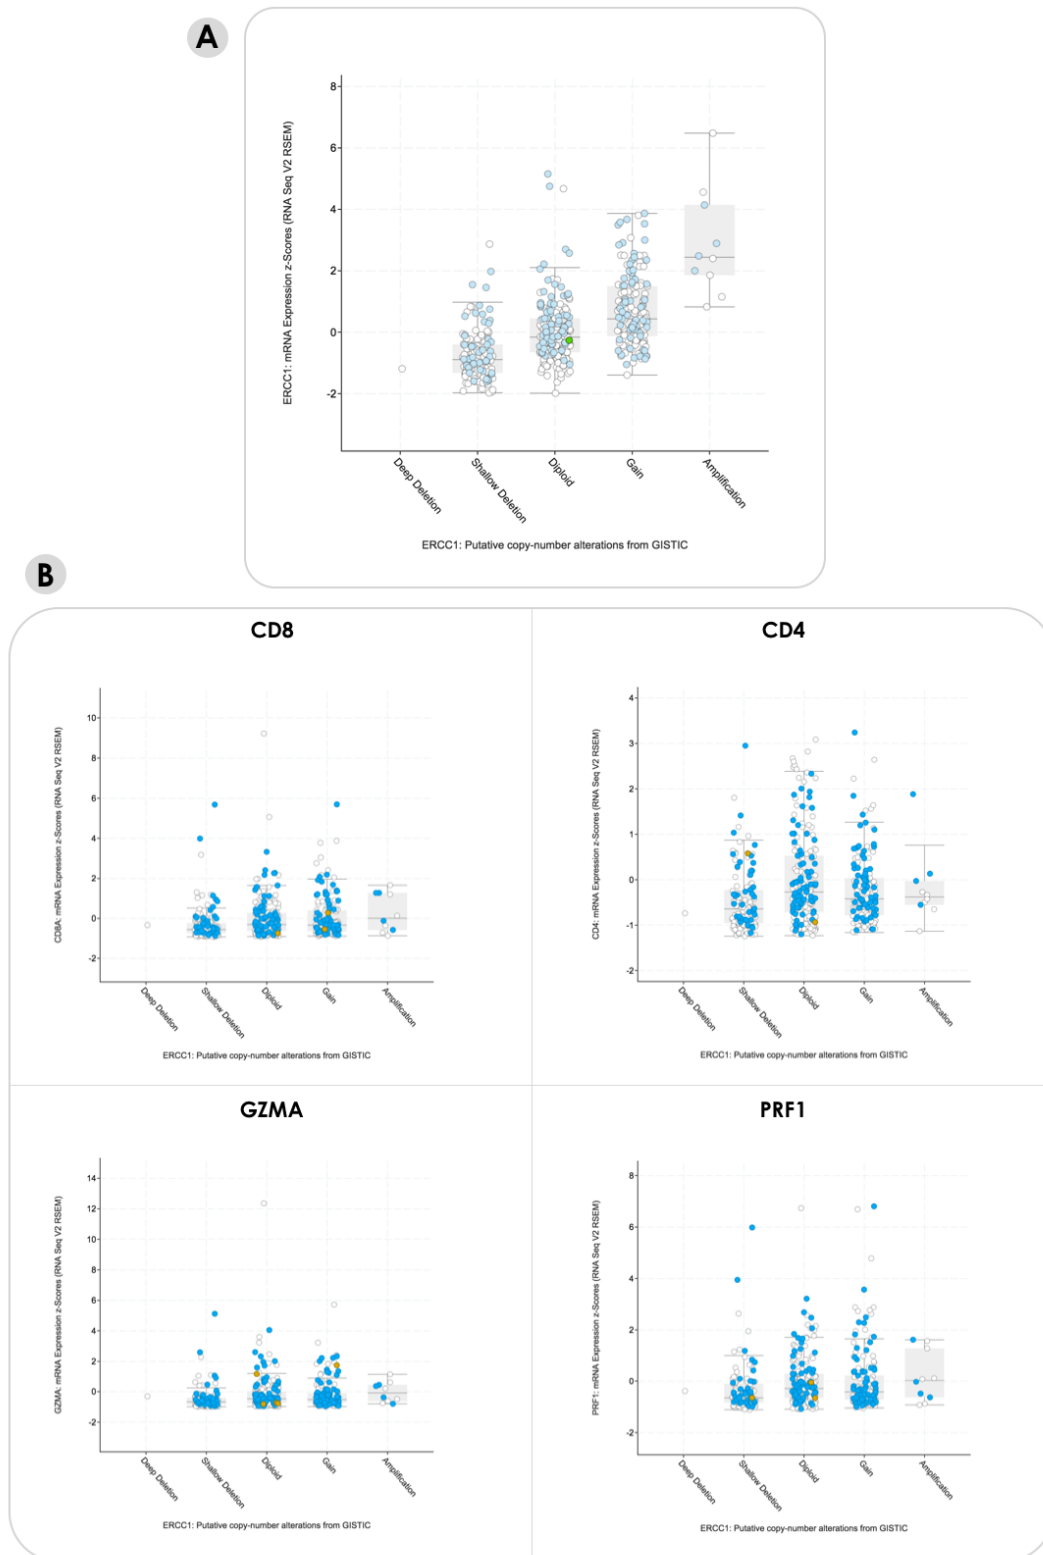 A
ERCC1: mRNA Expression z-Scores (RNA Seq V2 RSEM)
8
6
4
2
0
-2
Deep Deletion
Shallow Deletion
Diploid
Gain
Amplification
ERCC1: Putative copy-number alterations from GISTIC
B
CD8
CD8A: mRNA Expression z-Scores (RNA Seq V2 RSEM)
10
8
6
4
2
0
-2
Deep Deletion
Shallow Deletion
Diploid
Gain
Amplification
ERCC1: Putative copy-number alterations from GISTIC
CD4
CD4: mRNA Expression z-Scores (RNA Seq V2 RSEM)
4
3
2
1
0
-1
-2
Deep Deletion
Shallow Deletion
Diploid
Gain
Amplification
ERCC1: Putative copy-number alterations from GISTIC
GZMA
GZMA: mRNA Expression z-Scores (RNA Seq V2 RSEM)
14
12
10
8
6
4
2
0
-2
Deep Deletion
Shallow Deletion
Diploid
Gain
Amplification
ERCC1: Putative copy-number alterations from GISTIC
PRF1
PRF1: mRNA Expression z-Scores (RNA Seq V2 RSEM)
8
6
4
2
0
-2
Deep Deletion
Shallow Deletion
Diploid
Gain
Amplification
ERCC1: Putative copy-number alterations from GISTIC